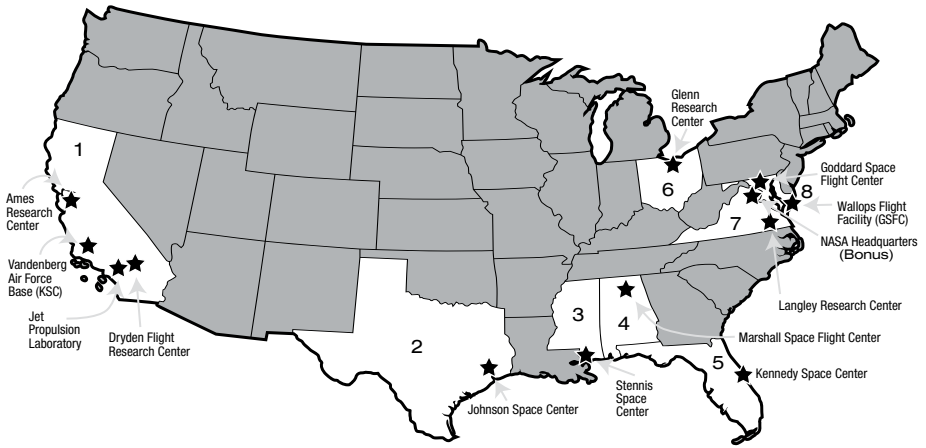 Glenn
Research
Center
1
Goddard Space
Flight Center
8
6
Ames
Research
Center
Wallops Flight
Facility (GSFC)
7
NASA Headquarters
(Bonus)
Vandenberg
Air Force
Base (KSC)
Langley Research Center
Jet
Propulsion
Laboratory
Dryden Flight
Research Center
3
4
Marshall Space Flight Center
2
5
Kennedy Space Center
Stennis
Space
Center
Johnson Space Center